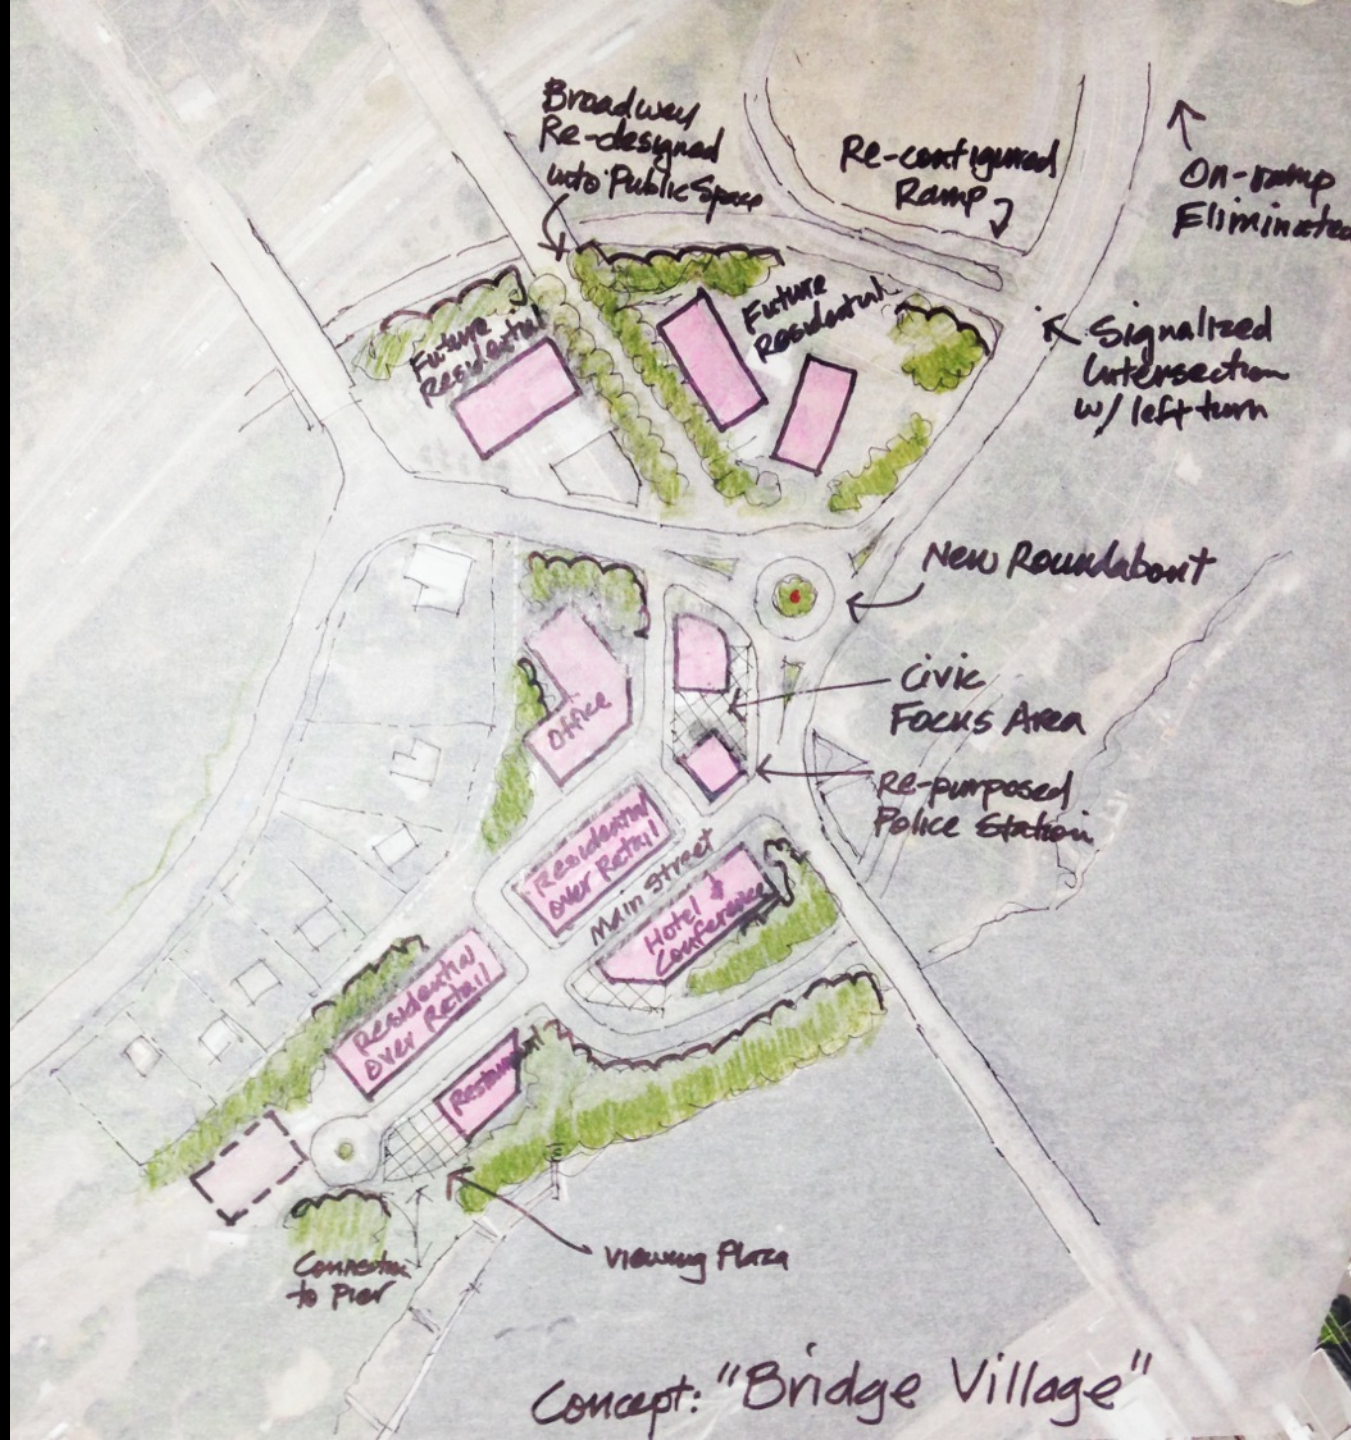 Broadway
Re-designed
into Public Space
Re-configured
Ramp
On-ramp
Eliminated
Future
Residential
Future
Residential
Signalized
Intersection
w/ left turn
New Roundabout
Civic
Focus Area
Re-purposed
Police Station
Office
Residential
over Retail
Main Street
Hotel &
Conference
Residential
over Retail
Restaurant
Viewing Plaza
Connection
to Pier
Concept: "Bridge Village"